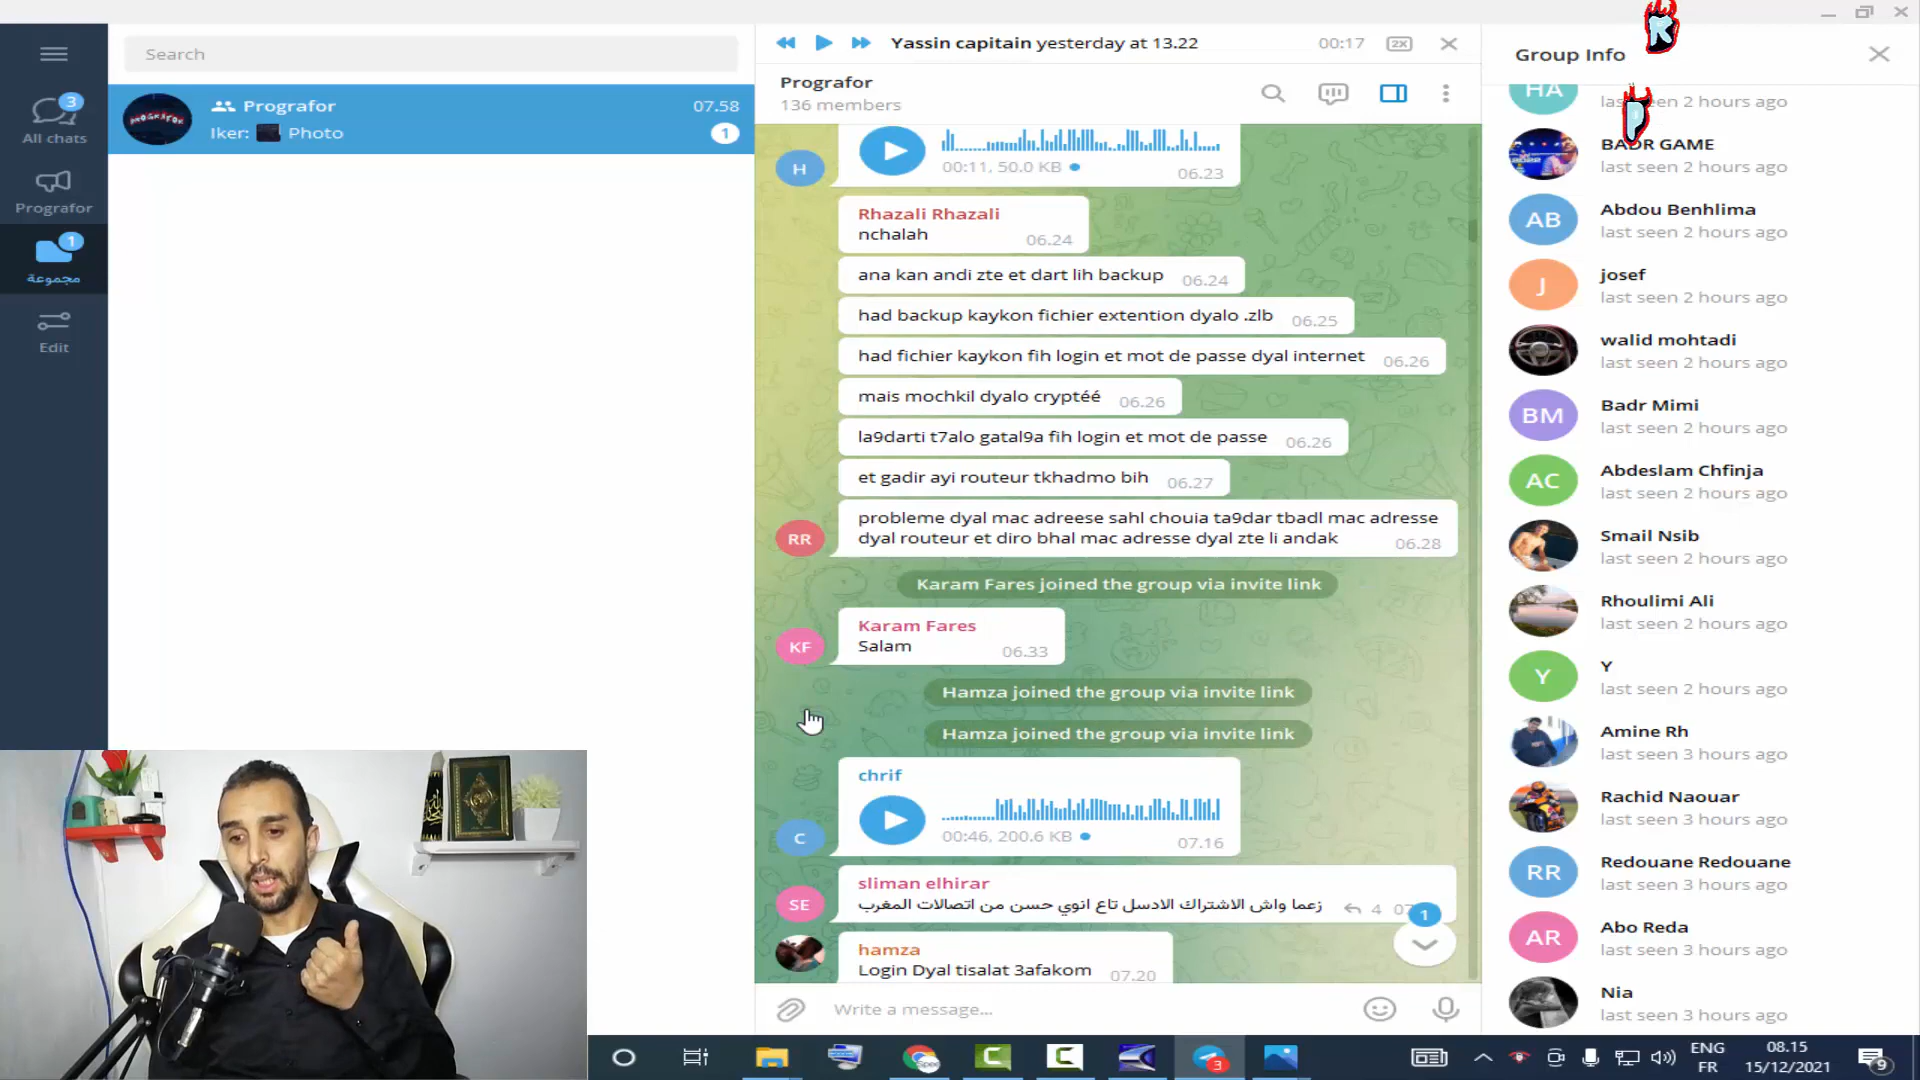 Search
Yassin capitain yesterday at 13.22
00:17
2X
Group Info
K
P
3
All chats
Prografor
1
مجموعة
Edit
PROGRAFOR
Prografor
07.58
Iker: Photo
1
Prografor
136 members
H
00:11, 50.0 KB
06.23
Rhazali Rhazali
nchalah
06.24
ana kan andi zte et dart lih backup
06.24
had backup kaykon fichier extention dyalo .zlb
06.25
had fichier kaykon fih login et mot de passe dyal internet
06.26
mais mochkil dyalo cryptéé
06.26
la9darti t7alo gatal9a fih login et mot de passe
06.26
et gadir ayi routeur tkhadmo bih
06.27
probleme dyal mac adreese sahl chouia ta9dar tbadl mac adresse
dyal routeur et diro bhal mac adresse dyal zte li andak
06.28
RR
Karam Fares joined the group via invite link
Karam Fares
Salam
06.33
KF
Hamza joined the group via invite link
Hamza joined the group via invite link
chrif
00:46, 200.6 KB
07.16
C
sliman elhirar
زعما واش الاشتراك الادسل تاع انوي حسن من اتصالات المغرب
4
SE
1
hamza
Login Dyal tisalat 3afakom
07.20
Write a message...
HA
last seen 2 hours ago
BADR GAME
last seen 2 hours ago
AB
Abdou Benhlima
last seen 2 hours ago
J
josef
last seen 2 hours ago
walid mohtadi
last seen 2 hours ago
BM
Badr Mimi
last seen 2 hours ago
AC
Abdeslam Chfinja
last seen 2 hours ago
Smail Nsib
last seen 2 hours ago
Rhoulimi Ali
last seen 2 hours ago
Y
Y
last seen 2 hours ago
Amine Rh
last seen 3 hours ago
Rachid Naouar
last seen 3 hours ago
RR
Redouane Redouane
last seen 3 hours ago
AR
Abo Reda
last seen 3 hours ago
Nia
last seen 3 hours ago
3
ENG
FR
08.15
15/12/2021
9